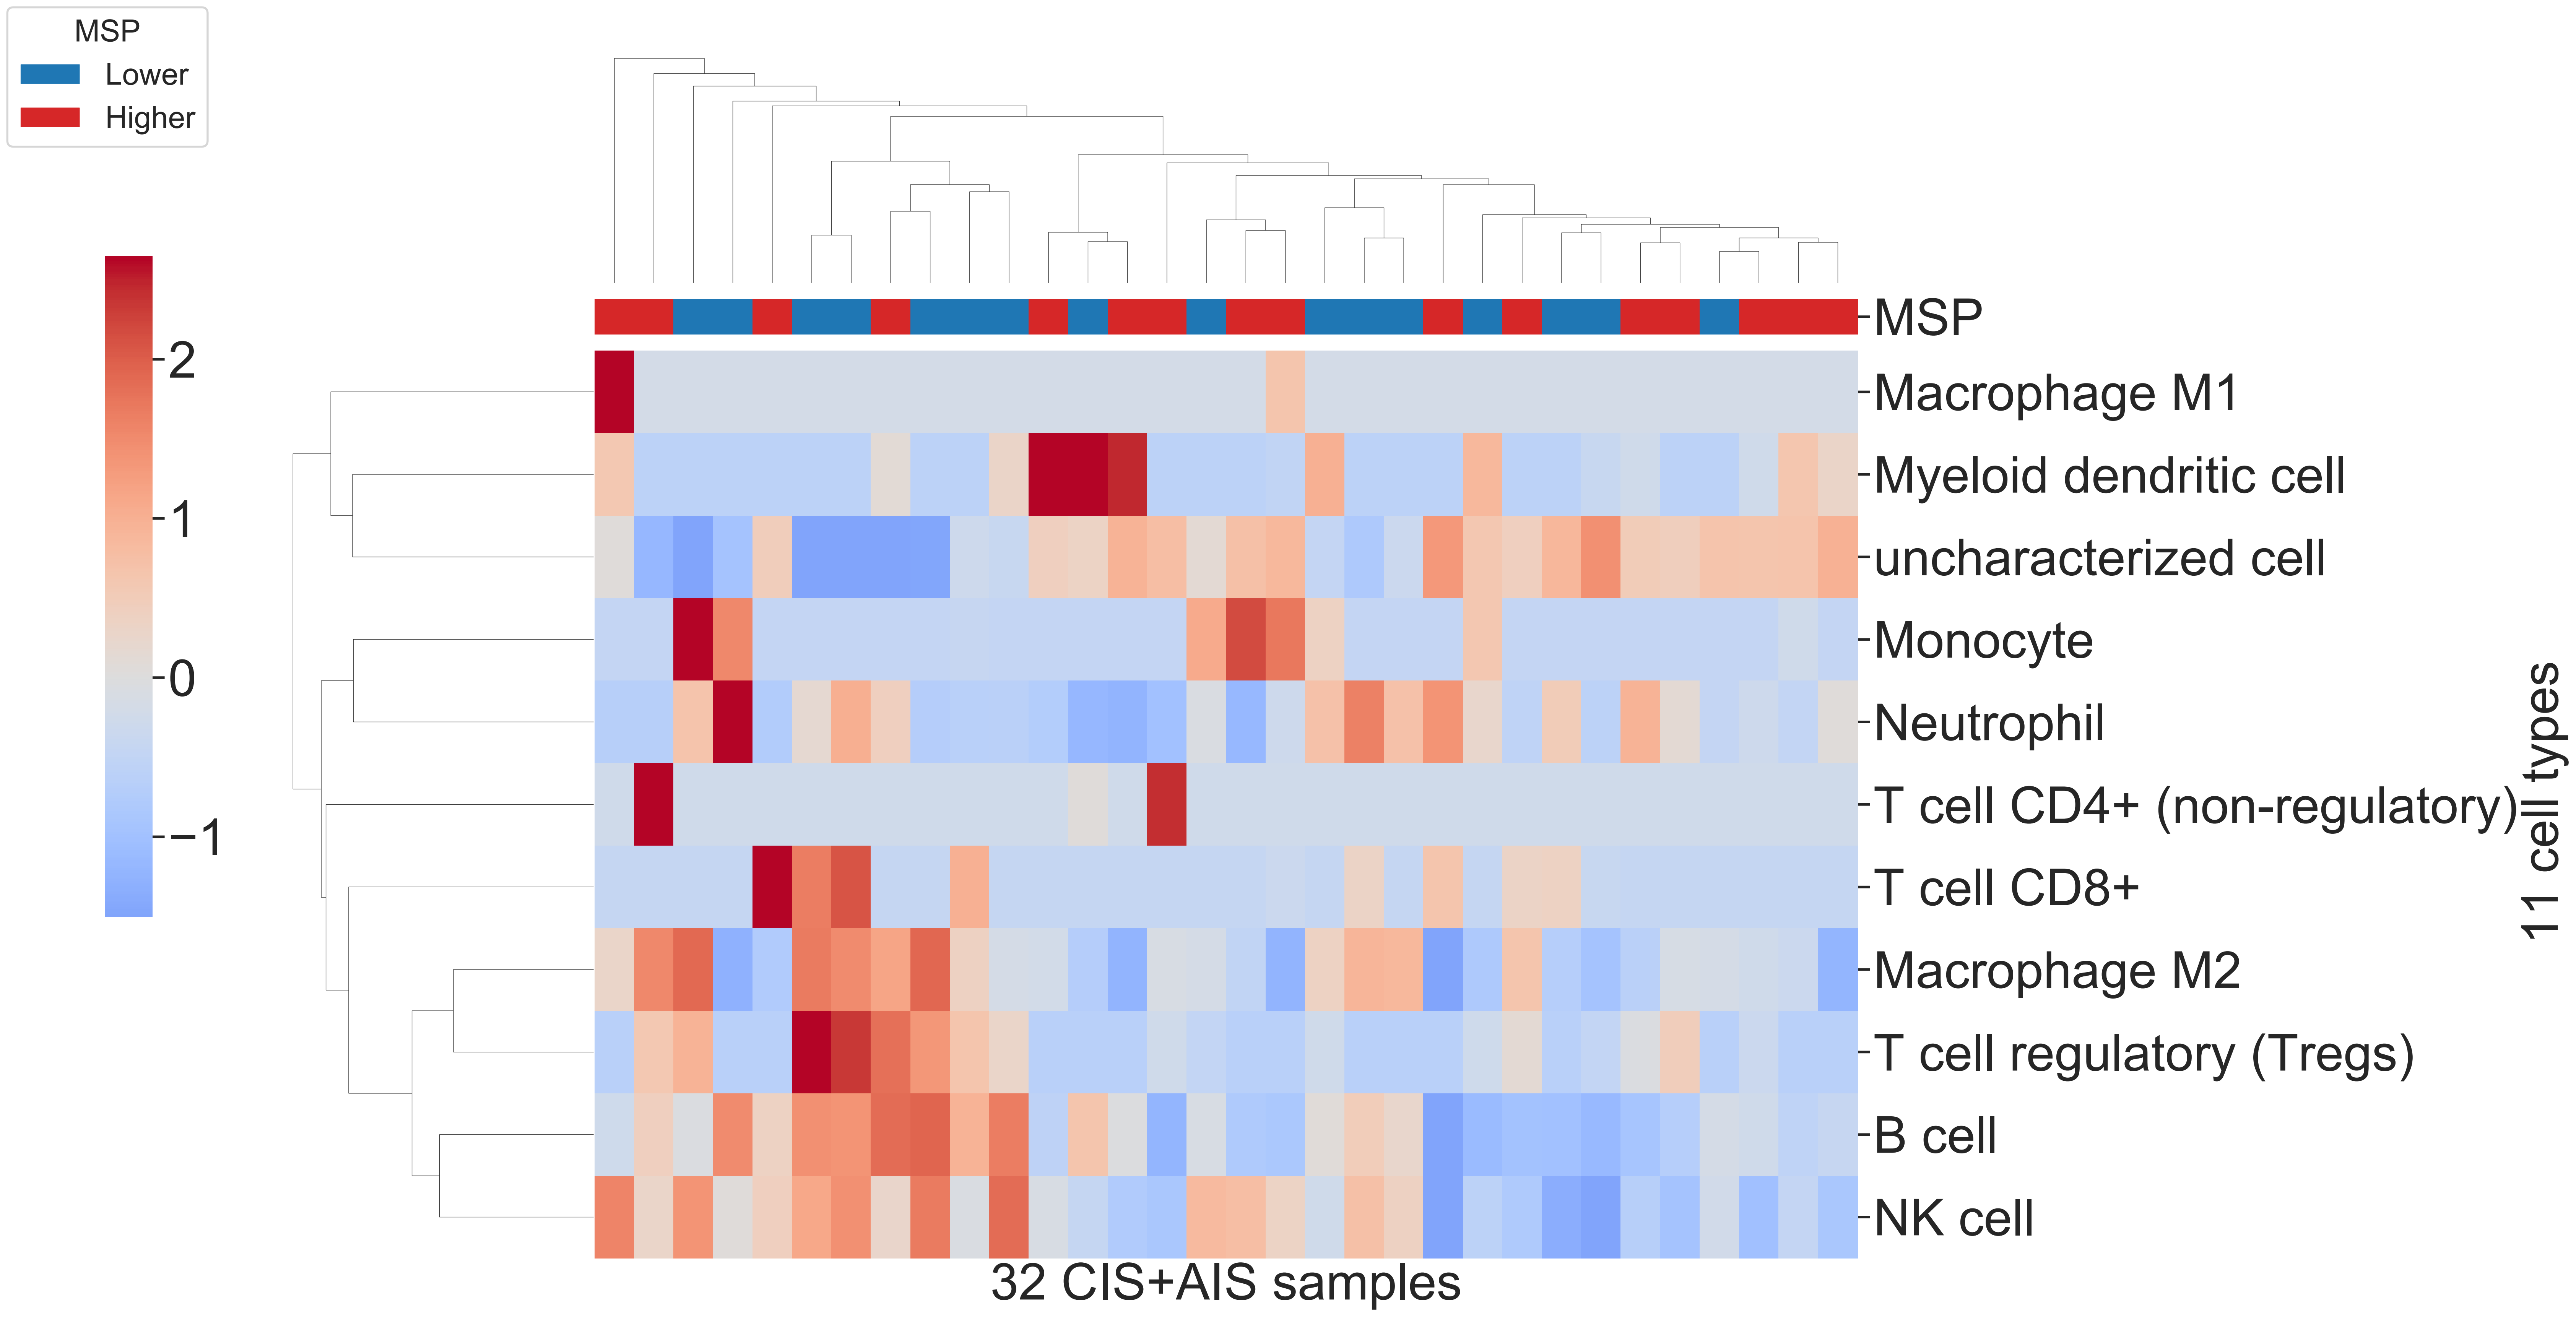 MSP
Lower
Higher
2
1
0
−1
MSP
Macrophage M1
Myeloid dendritic cell
uncharacterized cell
Monocyte
Neutrophil
T cell CD4+ (non-regulatory)
T cell CD8+
Macrophage M2
T cell regulatory (Tregs)
B cell
NK cell
11 cell types
32 CIS+AIS samples